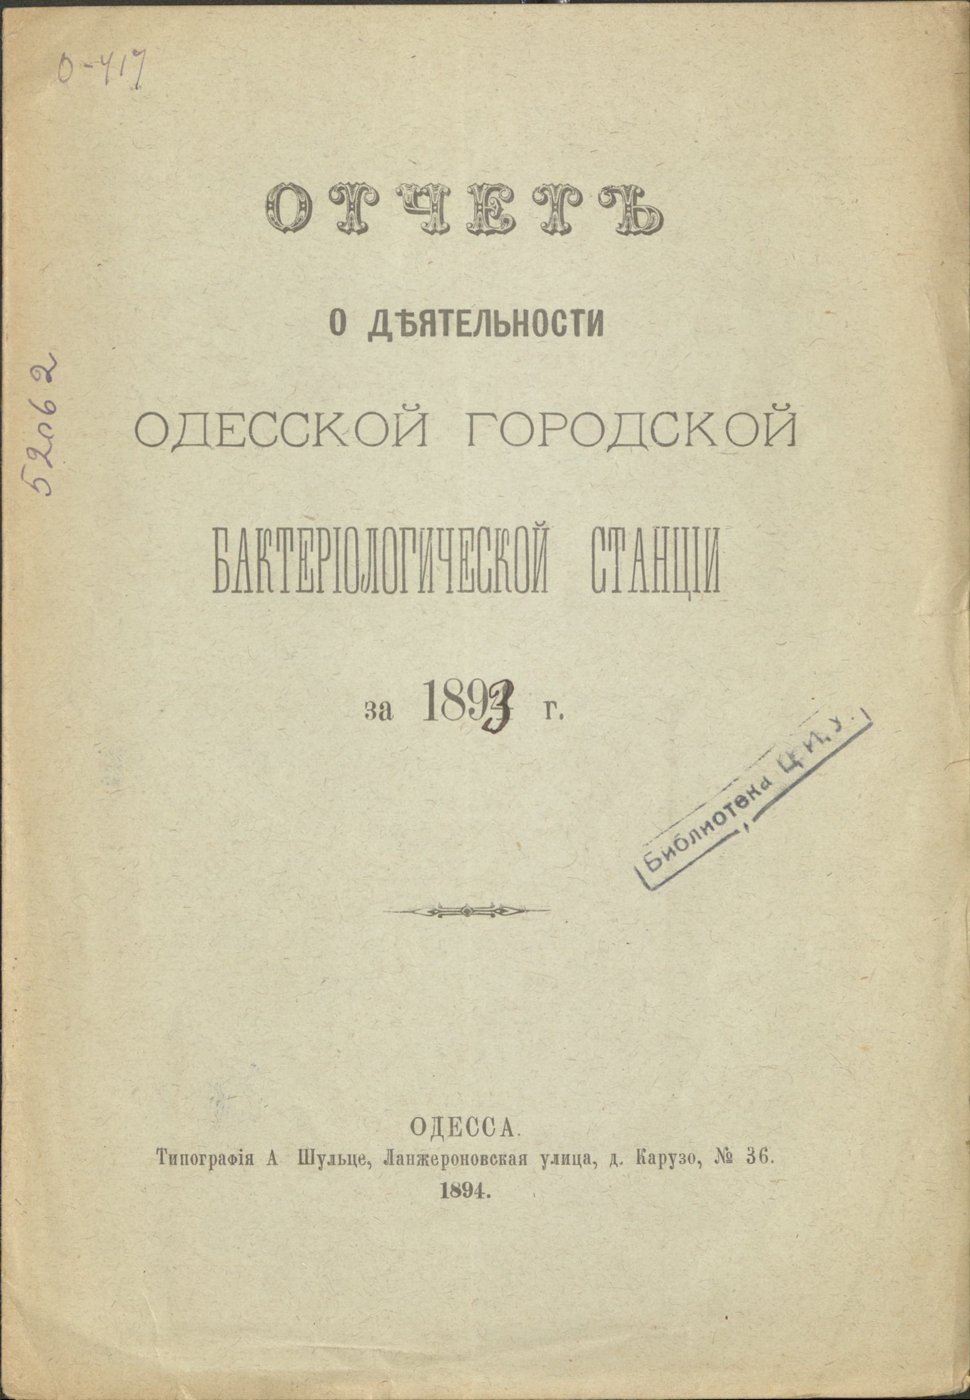 О-417
ОТЧЕТЪ
О ДѢЯТЕЛЬНОСТИ
52062
ОДЕССКОЙ ГОРОДСКОЙ
БАКТЕРІОЛОГИЧЕСКОЙ СТАНЦІИ
за 1893 г.
Библиотека Ц.И.У.
ОДЕССА.
Типографія А Шульце, Ланжероновская улица, д. Карузо, № 36.
1894.